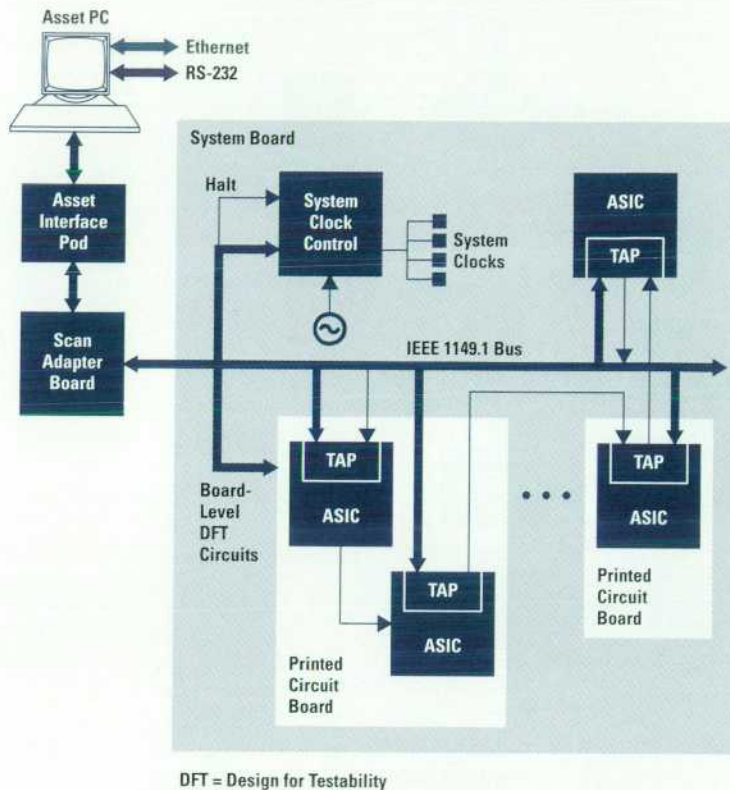 Asset PC
Ethernet
RS-232
System Board
Halt
Asset
Interface
Pod
System
Clock
Control
System
Clocks
ASIC
TAP
Scan
Adapter
Board
IEEE 1149.1 Bus
TAP
ASIC
TAP
ASIC
Board-
Level
DFT
Circuits
TAP
ASIC
Printed
Circuit
Board
Printed
Circuit
Board
DFT = Design for Testability